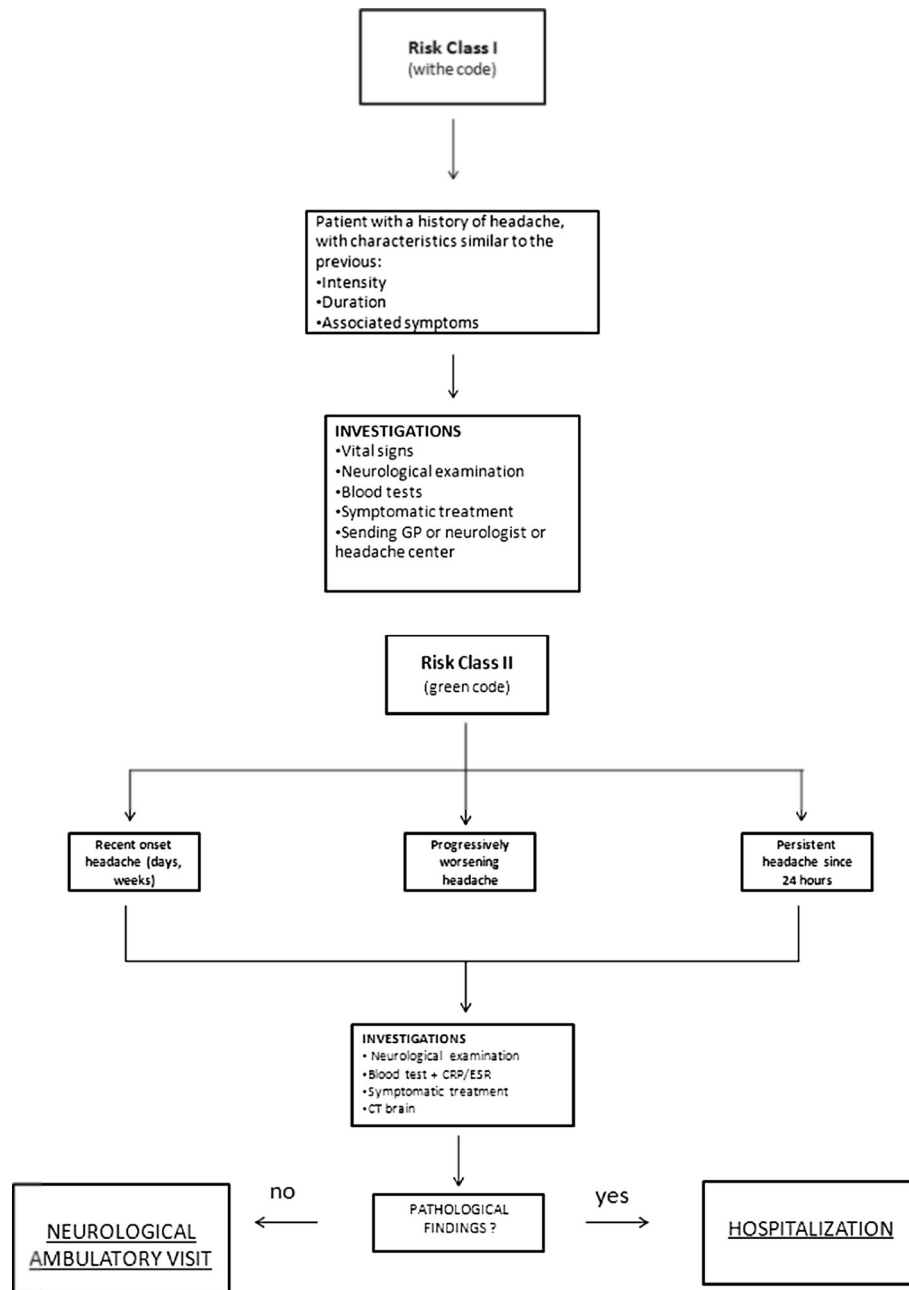 Risk Class I
(withe code)
Patient with a history of headache,
with characteristics similar to the
previous:
•Intensity
•Duration
•Associated symptoms
INVESTIGATIONS
•Vital signs
•Neurological examination
•Blood tests
•Symptomatic treatment
•Sending GP or neurologist or
headache center
Risk Class II
(green code)
Recent onset
headache (days,
weeks)
Progressively
worsening
headache
Persistent
headache since
24 hours
INVESTIGATIONS
• Neurological examination
•Blood test + CRP/ESR
•Symptomatic treatment
•CT brain
PATHOLOGICAL
FINDINGS ?
no
yes
NEUROLOGICAL
AMBULATORY VISIT
HOSPITALIZATION